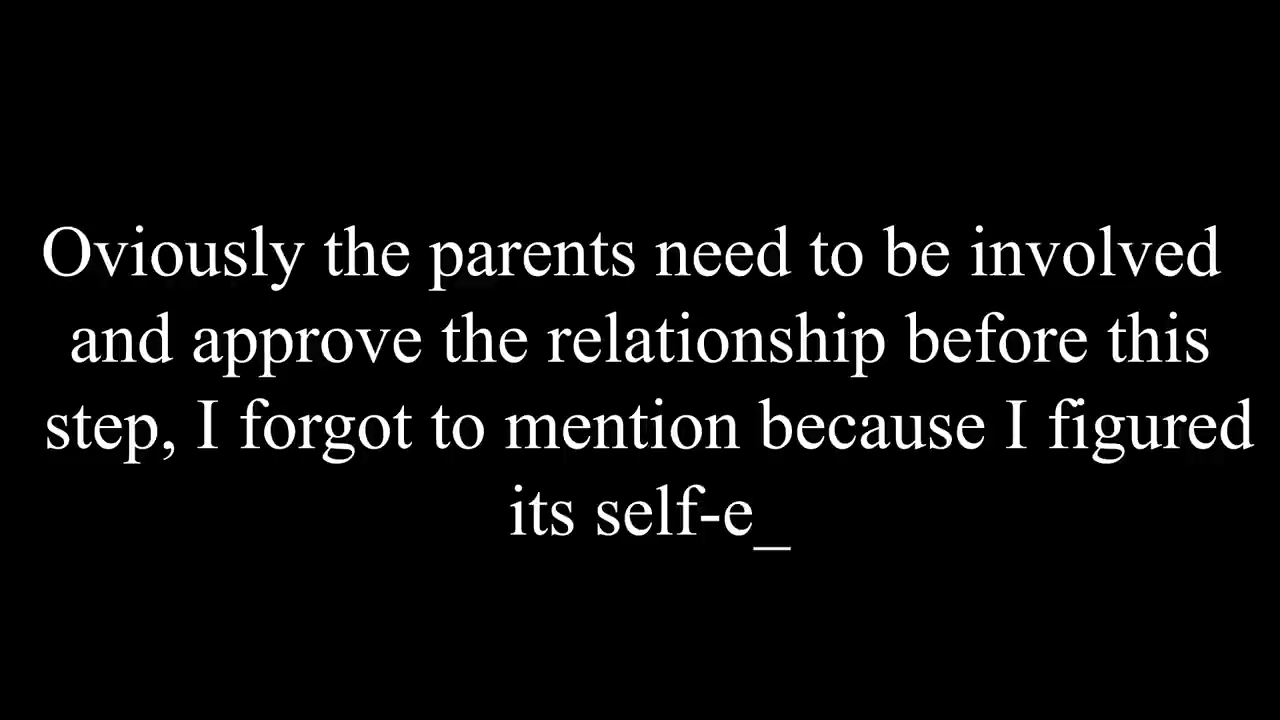 Oviously the parents need to be involved
and approve the relationship before this
step, I forgot to mention because I figured
its self-e_